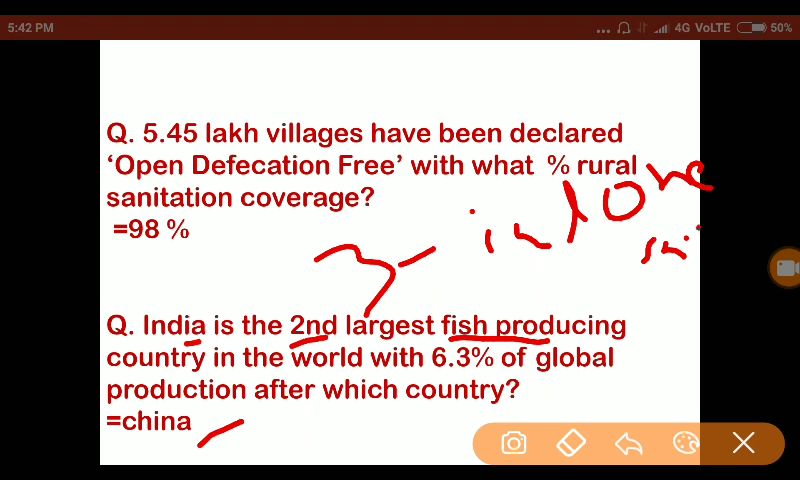 5:42 PM
4G VoLTE 50%
Q. 5.45 lakh villages have been declared
‘Open Defecation Free’ with what % rural
sanitation coverage?
=98 %
Q. India is the 2nd largest fish producing
country in the world with 6.3% of global
production after which country?
=china